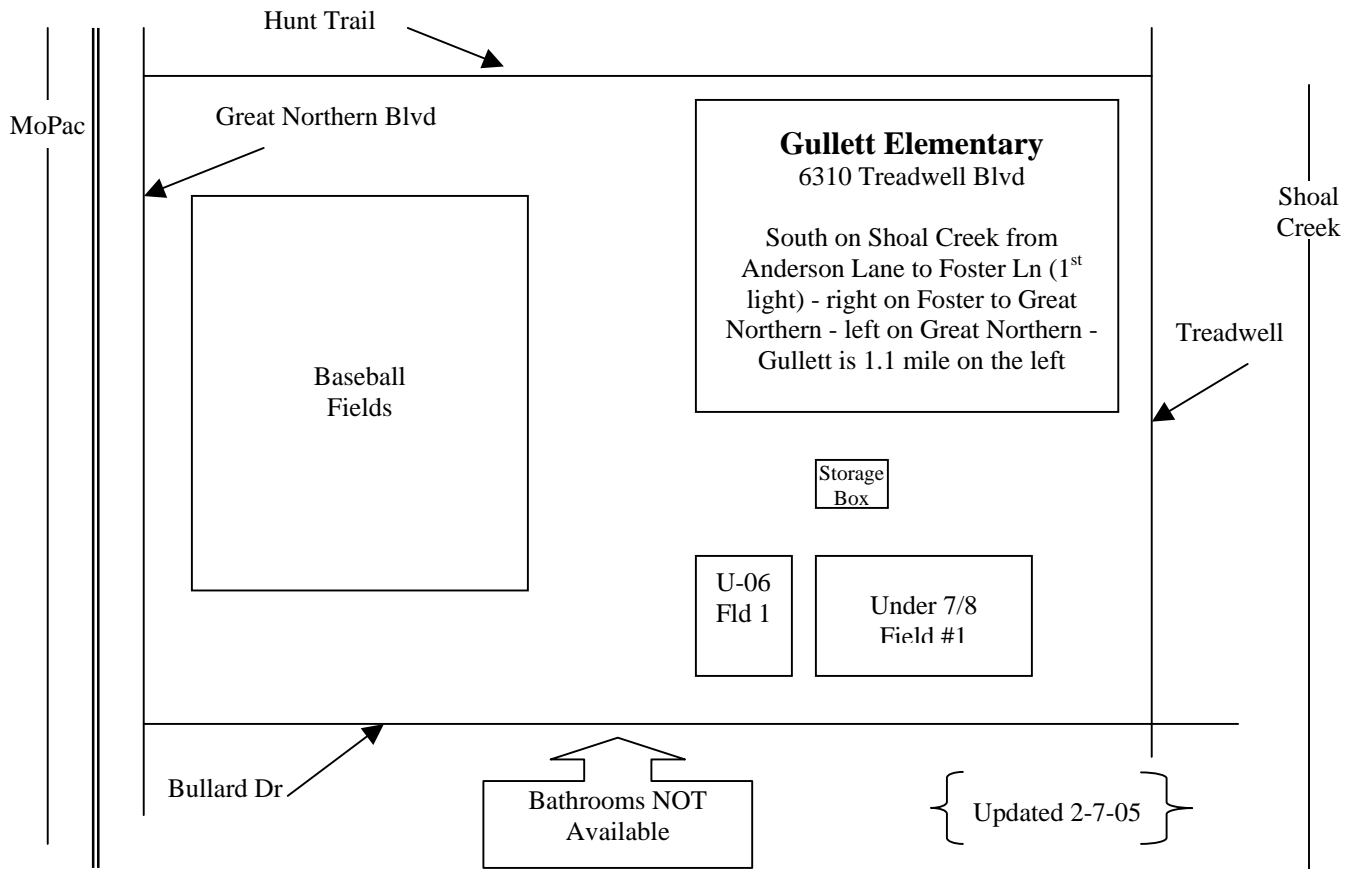 Hunt Trail
MoPac
Great Northern Blvd
Gullett Elementary
6310 Treadwell Blvd
South on Shoal Creek from
Anderson Lane to Foster Ln (1st
light) - right on Foster to Great
Northern - left on Great Northern -
Gullett is 1.1 mile on the left
Shoal
Creek
Treadwell
Baseball
Fields
Storage
Box
U-06
Fld 1
Under 7/8
Field #1
Bullard Dr
Bathrooms NOT
Available
Updated 2-7-05